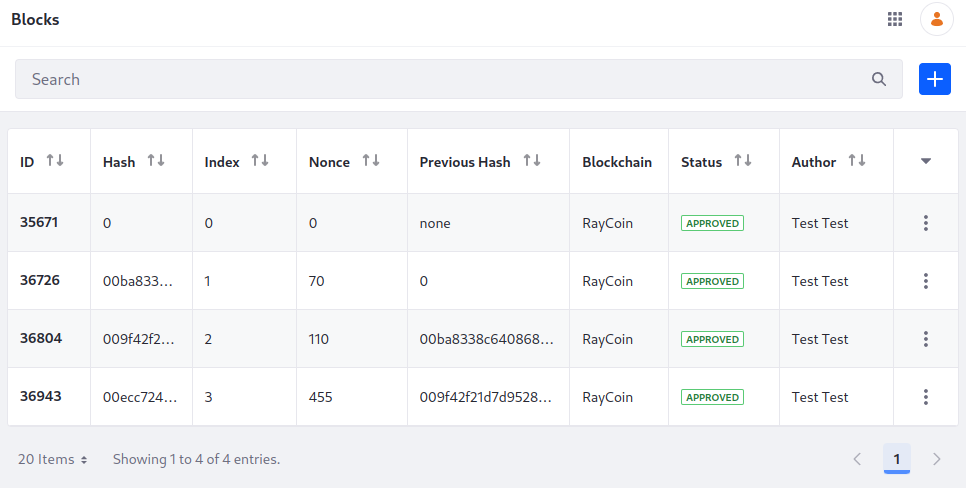 Blocks
Search
ID Hash Index Nonce Previous Hash Blockchain Status Author
35671 0 0 0 none RayCoin APPROVED Test Test
36726 00ba833... 1 70 0 RayCoin APPROVED Test Test
36804 009f42f2... 2 110 00ba8338c640868... RayCoin APPROVED Test Test
36943 00ecc724... 3 455 009f42f21d7d9528... RayCoin APPROVED Test Test
20 Items Showing 1 to 4 of 4 entries. 1